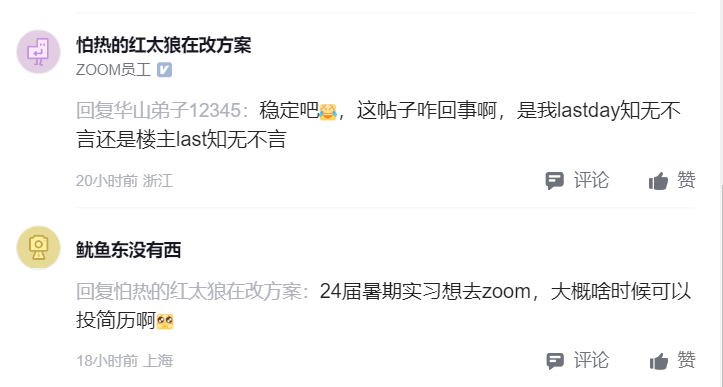 怕热的红太狼在改方案
ZOOM员工
回复华山弟子12345：稳定吧😂，这帖子咋回事啊，是我lastday知无不
言还是楼主last知无不言
20小时前 浙江
评论
赞
鱿鱼东没有西
回复怕热的红太狼在改方案：24届暑期实习想去zoom，大概啥时候可以
投简历啊🥺
18小时前 上海
评论
赞